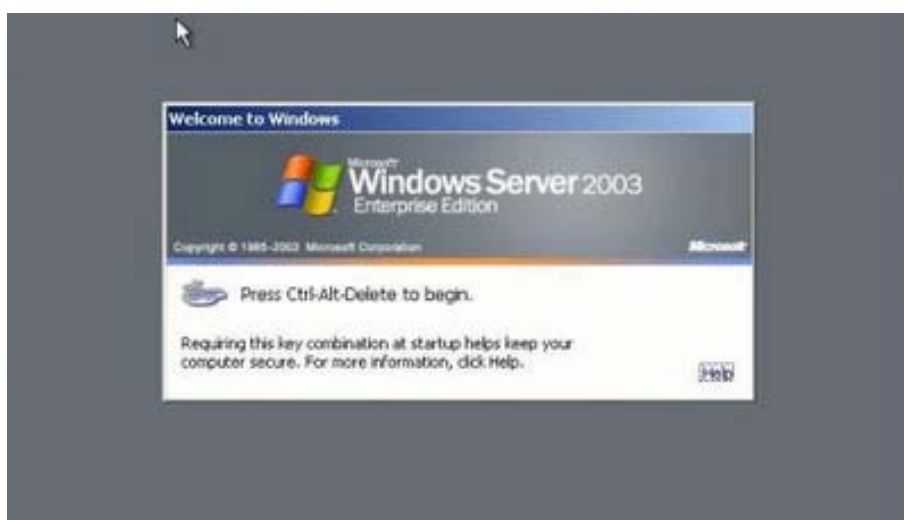 Welcome to Windows
Microsoft
Windows Server 2003
Enterprise Edition
Copyright © 1985-2003 Microsoft Corporation
Microsoft
Press Ctrl-Alt-Delete to begin.
Requiring this key combination at startup helps keep your
computer secure. For more information, click Help.
Help